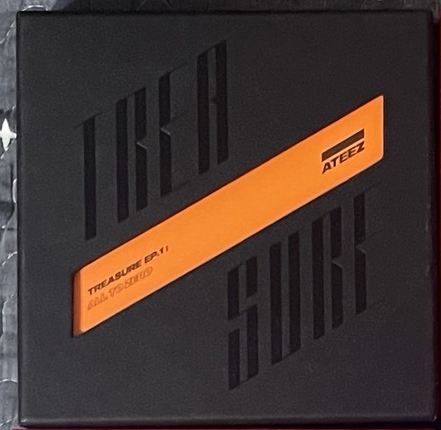 TREA
ATEEZ
TREASURE EP.1:
ALL TO ZERO
SURE